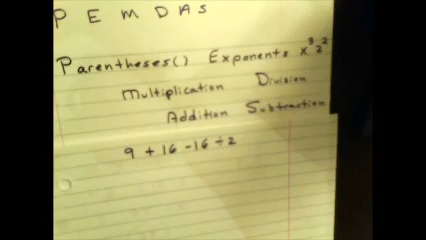 P E M D A S
Parentheses () Exponents x³ 2²
Multiplication Division
Addition Subtraction
9 + 16 - 16 ÷ 2